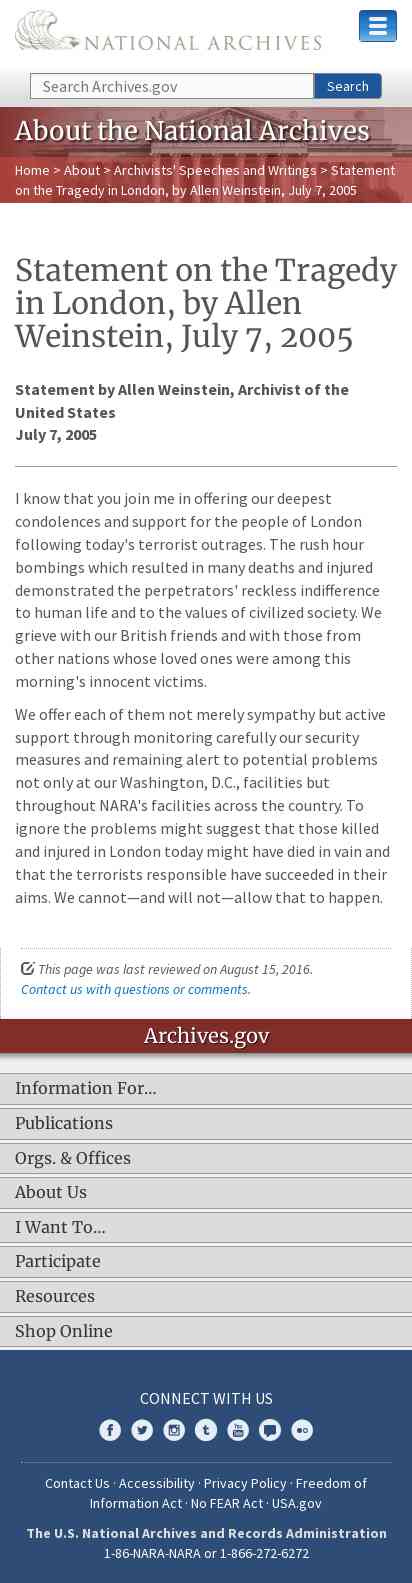 NATIONAL ARCHIVES
Search Archives.gov
Search
About the National Archives
Home > About > Archivists' Speeches and Writings > Statement
on the Tragedy in London, by Allen Weinstein, July 7, 2005
Statement on the Tragedy
in London, by Allen
Weinstein, July 7, 2005
Statement by Allen Weinstein, Archivist of the
United States
July 7, 2005
I know that you join me in offering our deepest
condolences and support for the people of London
following today's terrorist outrages. The rush hour
bombings which resulted in many deaths and injured
demonstrated the perpetrators' reckless indifference
to human life and to the values of civilized society. We
grieve with our British friends and with those from
other nations whose loved ones were among this
morning's innocent victims.
We offer each of them not merely sympathy but active
support through monitoring carefully our security
measures and remaining alert to potential problems
not only at our Washington, D.C., facilities but
throughout NARA's facilities across the country. To
ignore the problems might suggest that those killed
and injured in London today might have died in vain and
that the terrorists responsible have succeeded in their
aims. We cannot—and will not—allow that to happen.
This page was last reviewed on August 15, 2016.
Contact us with questions or comments.
Archives.gov
Information For…
Publications
Orgs. & Offices
About Us
I Want To…
Participate
Resources
Shop Online
CONNECT WITH US
Contact Us · Accessibility · Privacy Policy · Freedom of
Information Act · No FEAR Act · USA.gov
The U.S. National Archives and Records Administration
1-86-NARA-NARA or 1-866-272-6272